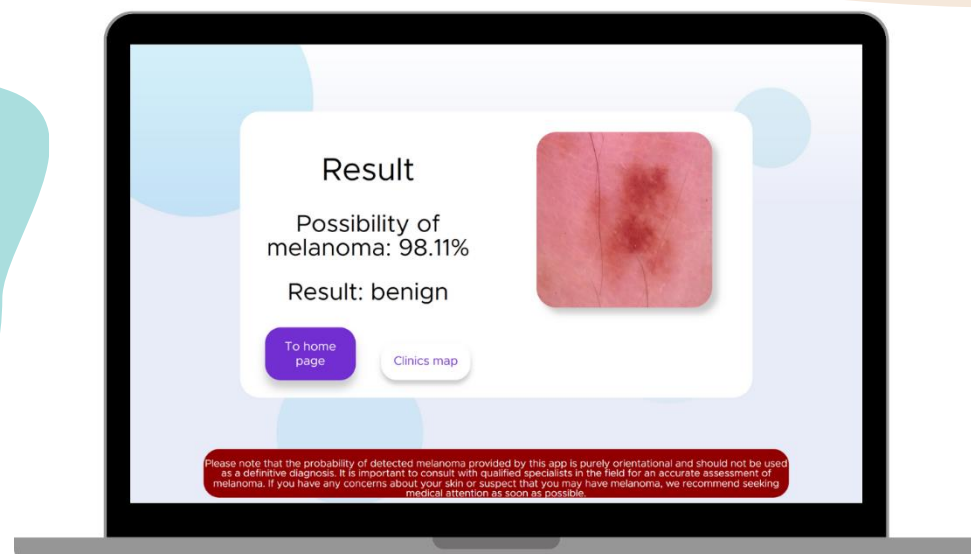 Result
Possibility of
melanoma: 98.11%
Result: benign
To home
page
Clinics map
Please note that the probability of detected melanoma provided by this app is purely orientational and should not be used
as a definitive diagnosis. It is important to consult with qualified specialists in the field for an accurate assessment of
melanoma. If you have any concerns about your skin or suspect that you may have melanoma, we recommend seeking
medical attention as soon as possible.